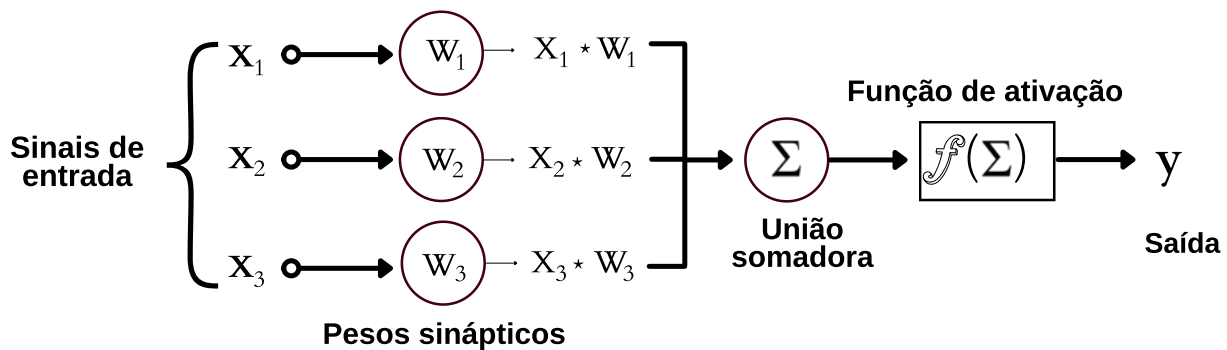 Sinais de
entrada
x₁
W₁
X₁ ⋆ W₁
x₂
W₂
X₂ ⋆ W₂
x₃
W₃
X₃ ⋆ W₃
Pesos sinápticos
Σ
União
somadora
Função de ativação
f(Σ)
y
Saída